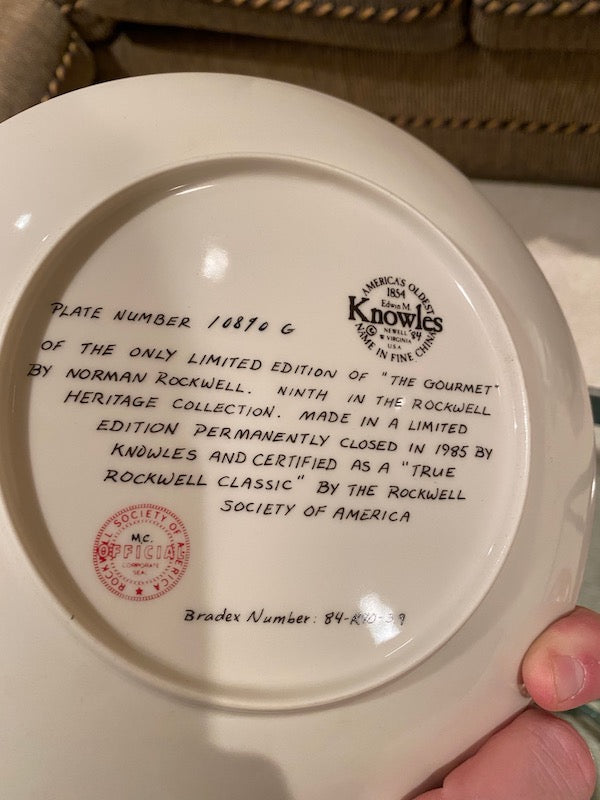 AMERICA'S OLDEST
1854
Edwin M.
Knowles
© NEWELL '84
W VIRGINIA
U.S.A
NAME IN FINE CHINA
PLATE NUMBER 10890 G
OF THE ONLY LIMITED EDITION OF "THE GOURMET"
BY NORMAN ROCKWELL. NINTH IN THE ROCKWELL
HERITAGE COLLECTION. MADE IN A LIMITED
EDITION PERMANENTLY CLOSED IN 1985 BY
KNOWLES AND CERTIFIED AS A "TRUE
ROCKWELL CLASSIC" BY THE ROCKWELL
SOCIETY OF AMERICA
ROCKWELL SOCIETY OF AMERICA
M.C.
OFFICIAL
CORPORATE
SEAL
Bradex Number: